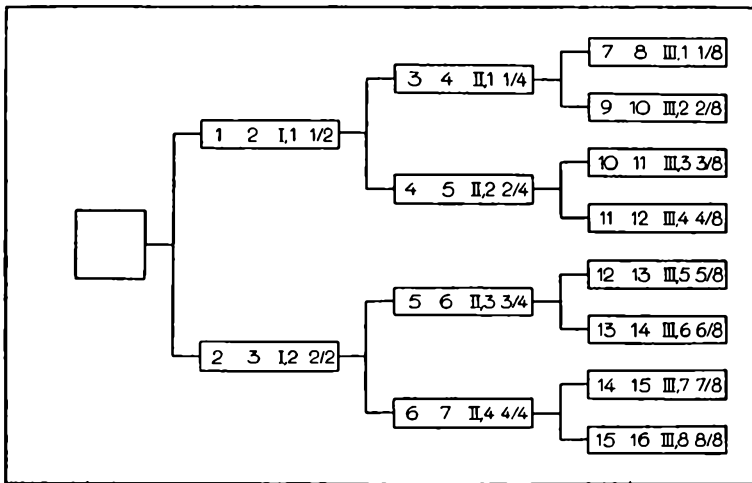 7 8 III,1 1/8
3 4 II,1 1/4
9 10 III,2 2/8
1 2 I,1 1/2
10 11 III,3 3/8
4 5 II,2 2/4
11 12 III,4 4/8
12 13 III,5 5/8
5 6 II,3 3/4
13 14 III,6 6/8
2 3 I,2 2/2
14 15 III,7 7/8
6 7 II,4 4/4
15 16 III,8 8/8